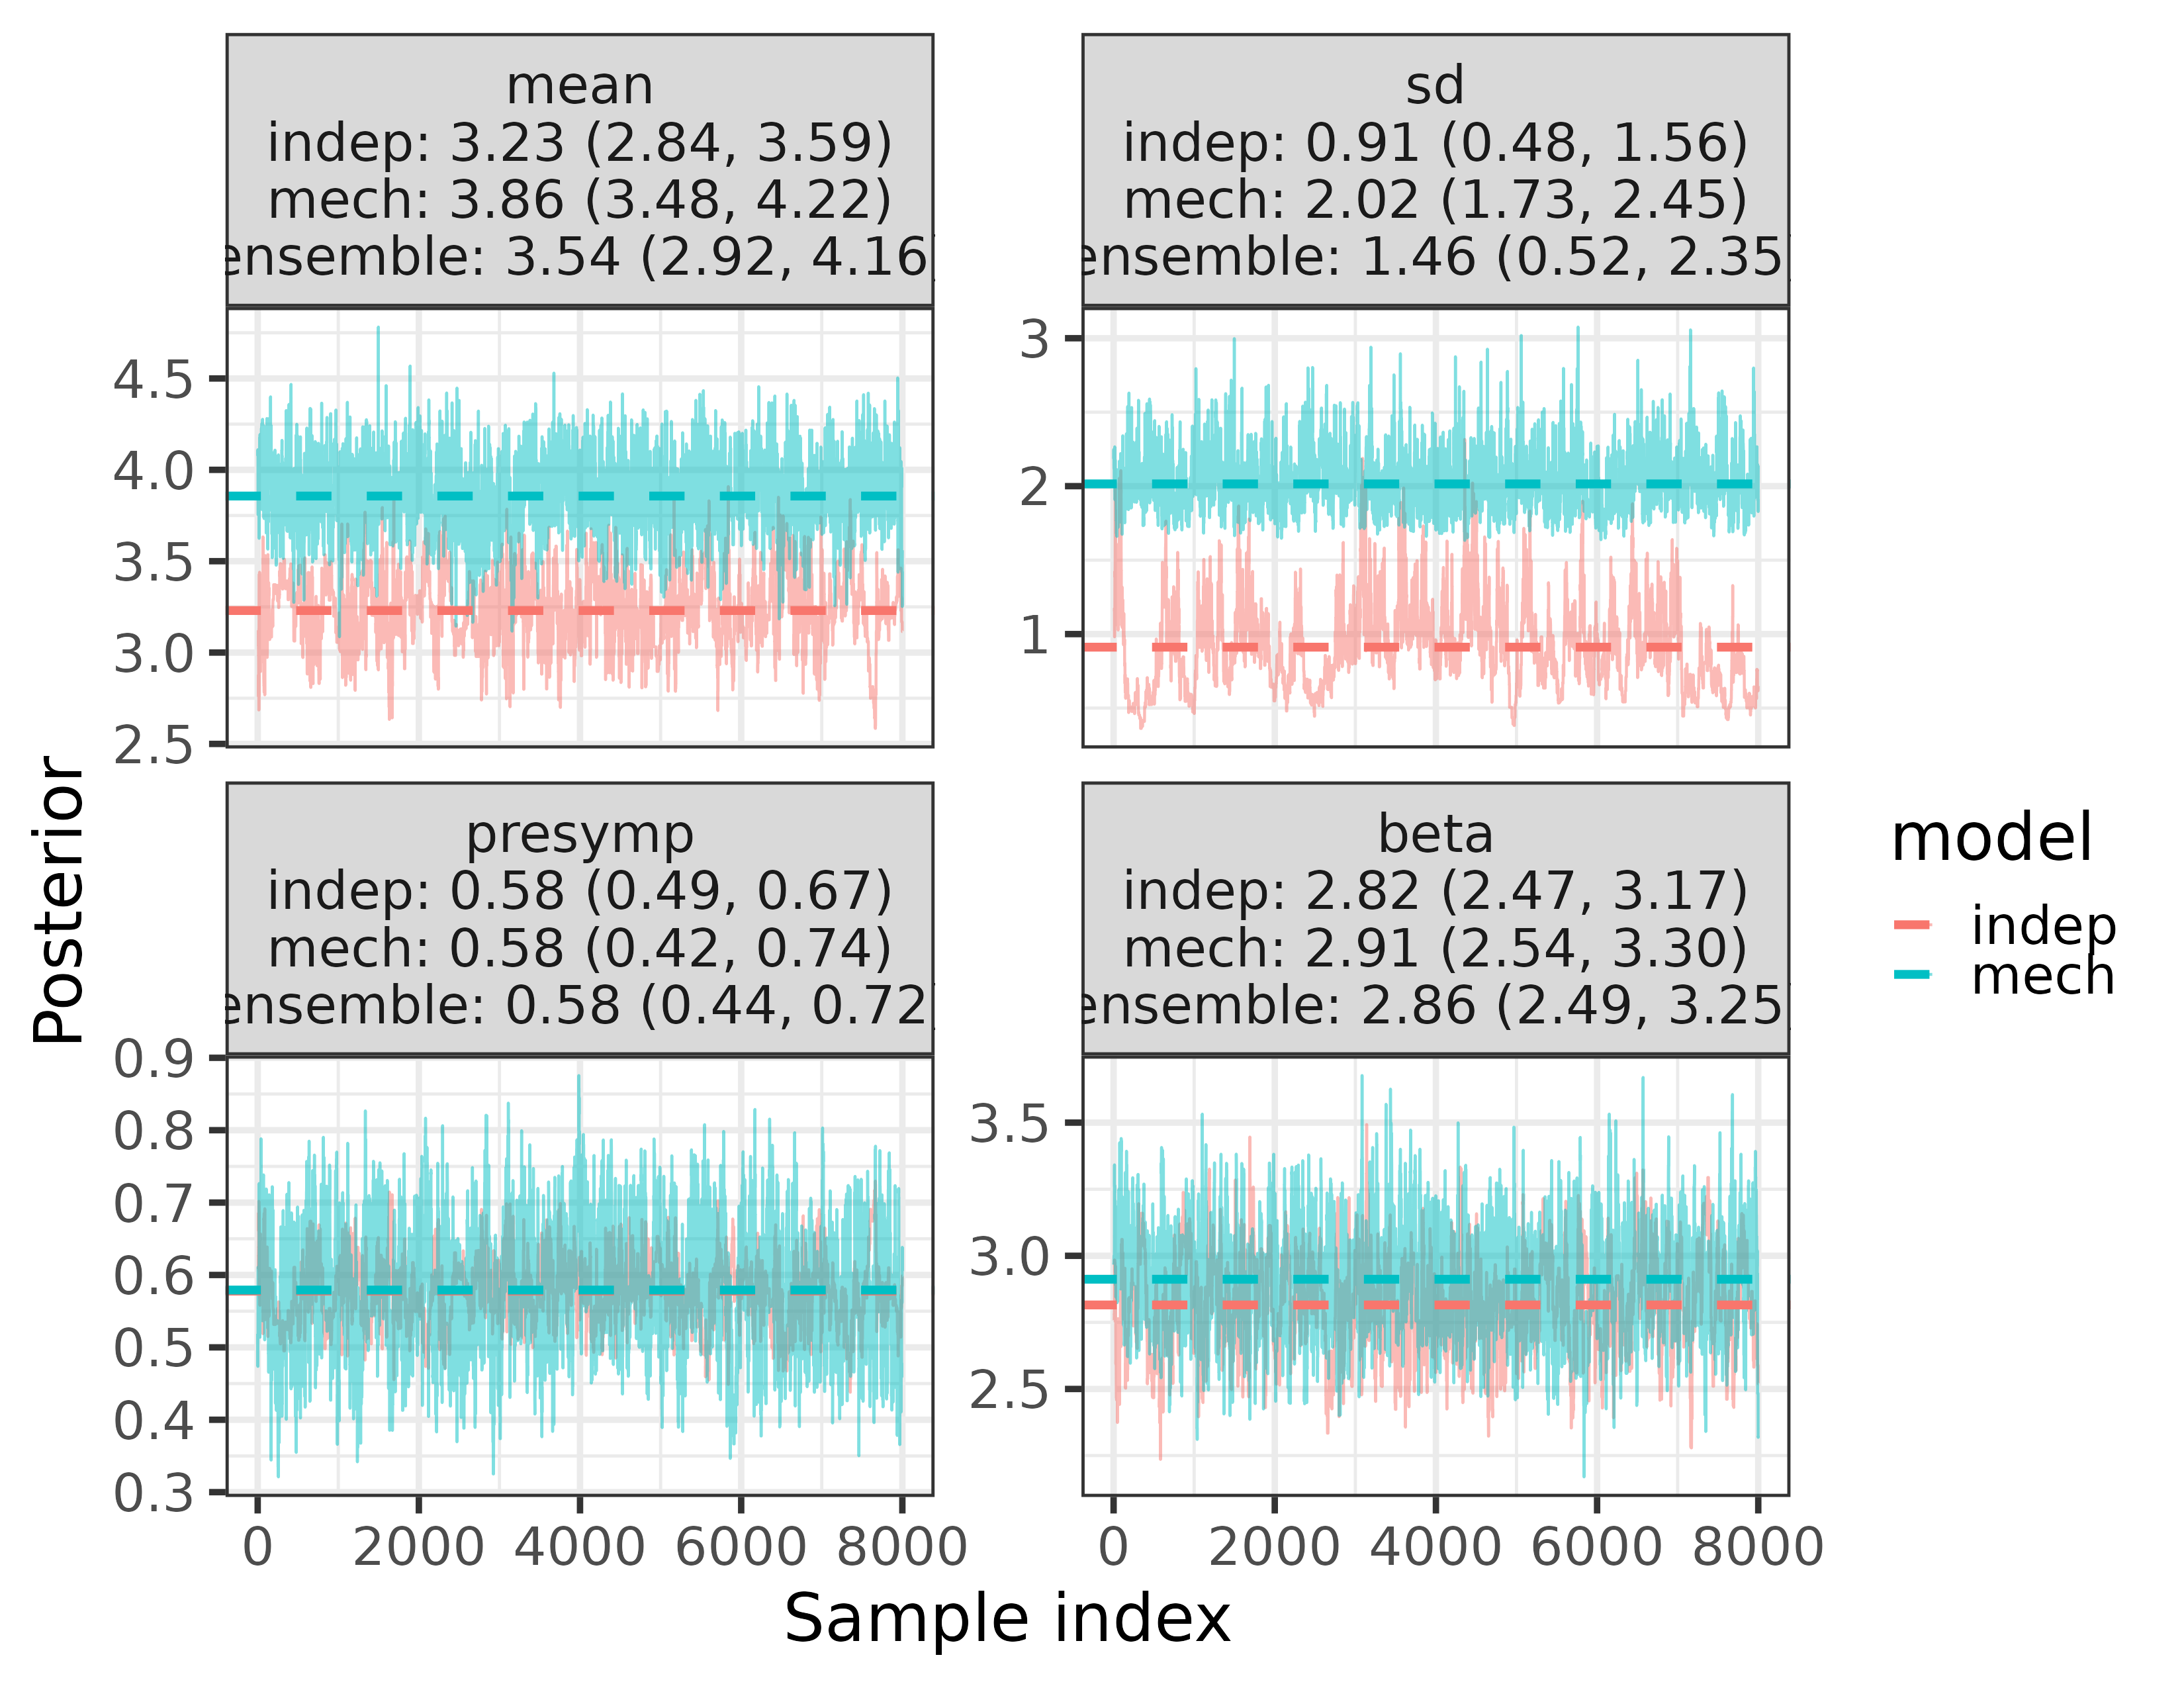 mean
indep: 3.23 (2.84, 3.59)
mech: 3.86 (3.48, 4.22)
ensemble: 3.54 (2.92, 4.16
sd
indep: 0.91 (0.48, 1.56)
mech: 2.02 (1.73, 2.45)
ensemble: 1.46 (0.52, 2.35
4.5
4.0
3.5
3.0
2.5
3
2
1
presymp
indep: 0.58 (0.49, 0.67)
mech: 0.58 (0.42, 0.74)
ensemble: 0.58 (0.44, 0.72
beta
indep: 2.82 (2.47, 3.17)
mech: 2.91 (2.54, 3.30)
ensemble: 2.86 (2.49, 3.25
0.9
0.8
0.7
0.6
0.5
0.4
0.3
3.5
3.0
2.5
0 2000 4000 6000 8000
0 2000 4000 6000 8000
Sample index
Posterior
model
indep
mech